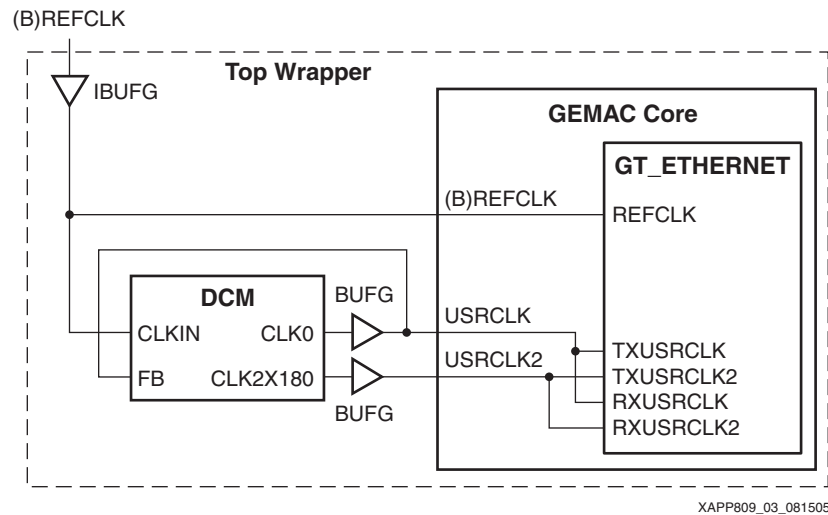 (B)REFCLK
Top Wrapper
IBUFG
GEMAC Core
GT_ETHERNET
(B)REFCLK
REFCLK
DCM
BUFG
CLKIN
CLK0
USRCLK
TXUSRCLK
FB
CLK2X180
USRCLK2
TXUSRCLK2
BUFG
RXUSRCLK
RXUSRCLK2
XAPP809_03_081505